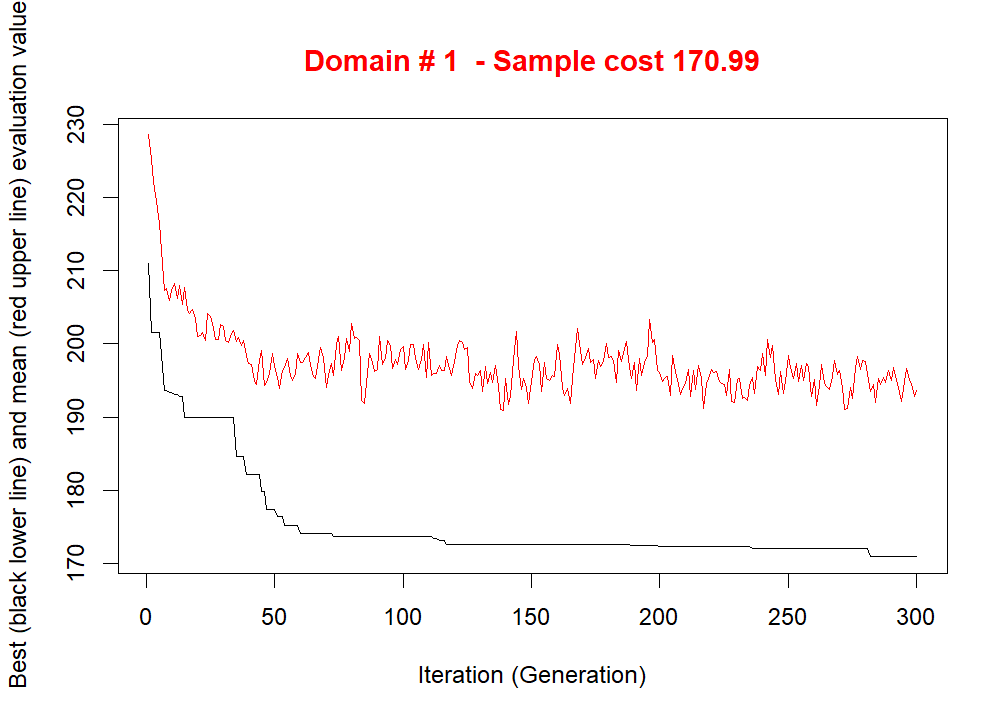 Domain # 1  - Sample cost 170.99
Best (black lower line) and mean (red upper line) evaluation value
230
220
210
200
190
180
170
0 50 100 150 200 250 300
Iteration (Generation)